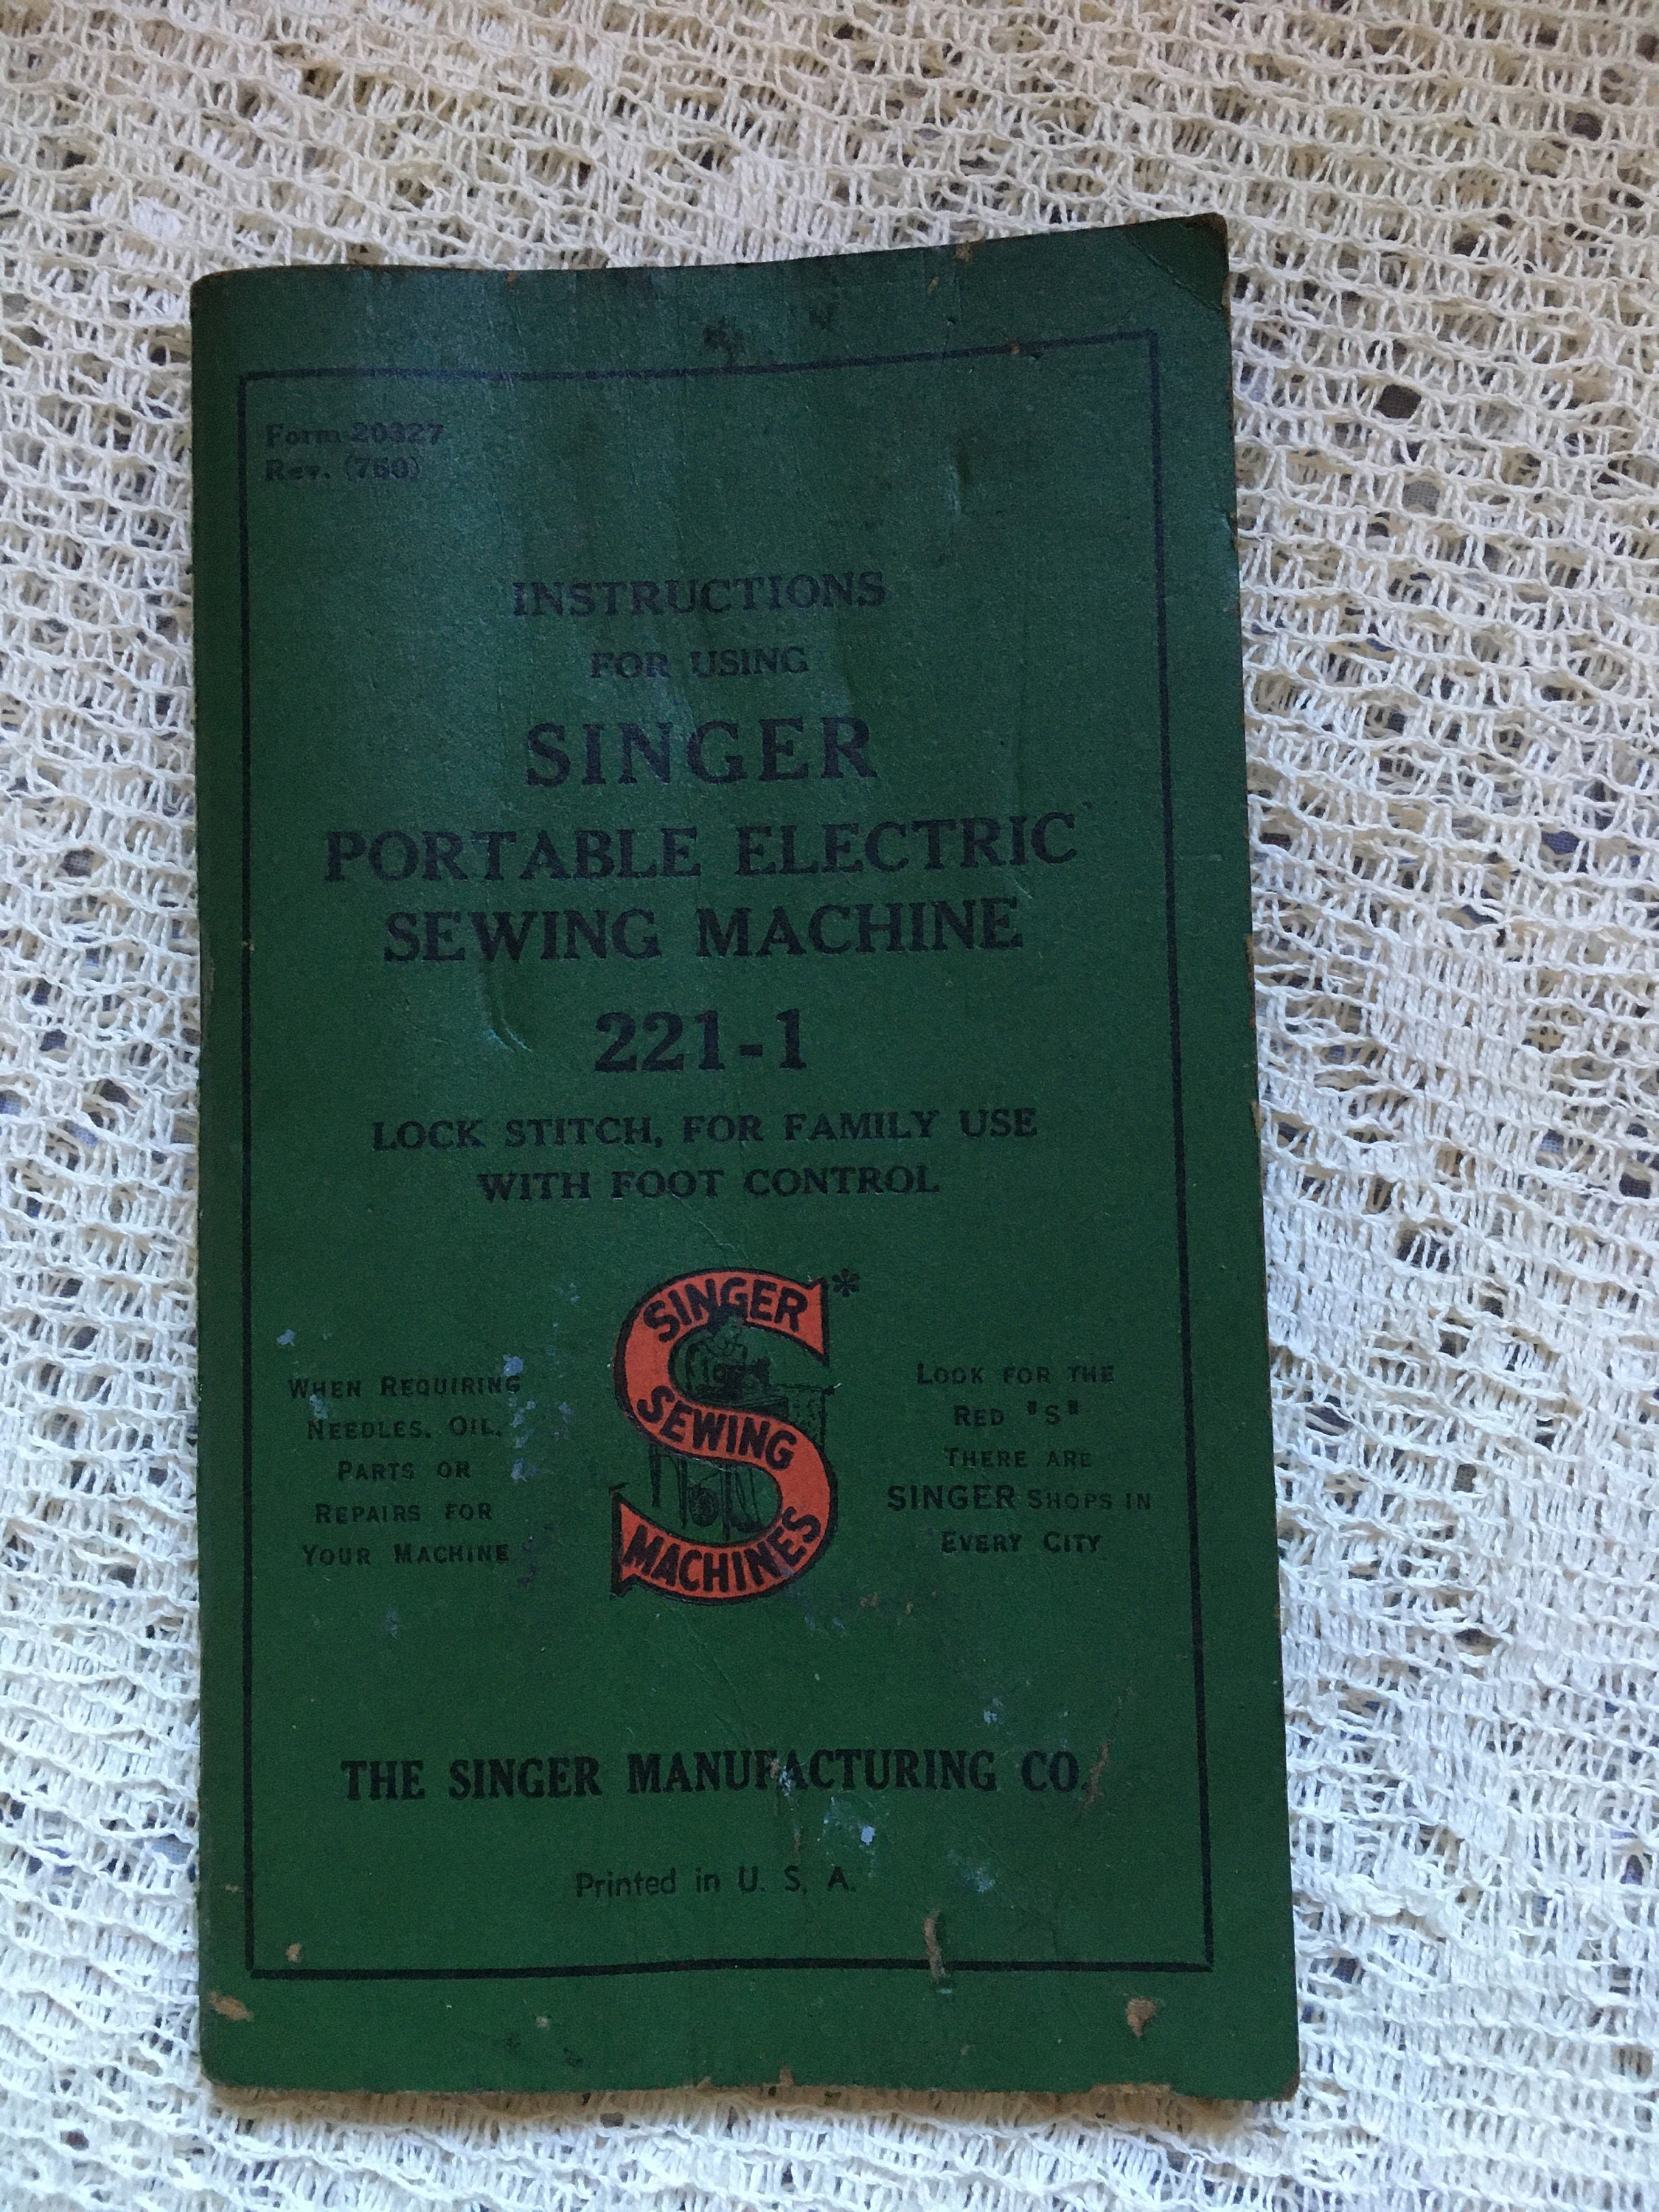 Form 20327
Rev. (750)
INSTRUCTIONS
FOR USING
SINGER
PORTABLE ELECTRIC
SEWING MACHINE
221-1
LOCK STITCH, FOR FAMILY USE
WITH FOOT CONTROL
SINGER*
SEWING
MACHINES
WHEN REQUIRING
NEEDLES, OIL,
PARTS OR
REPAIRS FOR
YOUR MACHINE
LOOK FOR THE
RED "S"
THERE ARE
SINGER SHOPS IN
EVERY CITY
THE SINGER MANUFACTURING CO.
Printed in U. S. A.